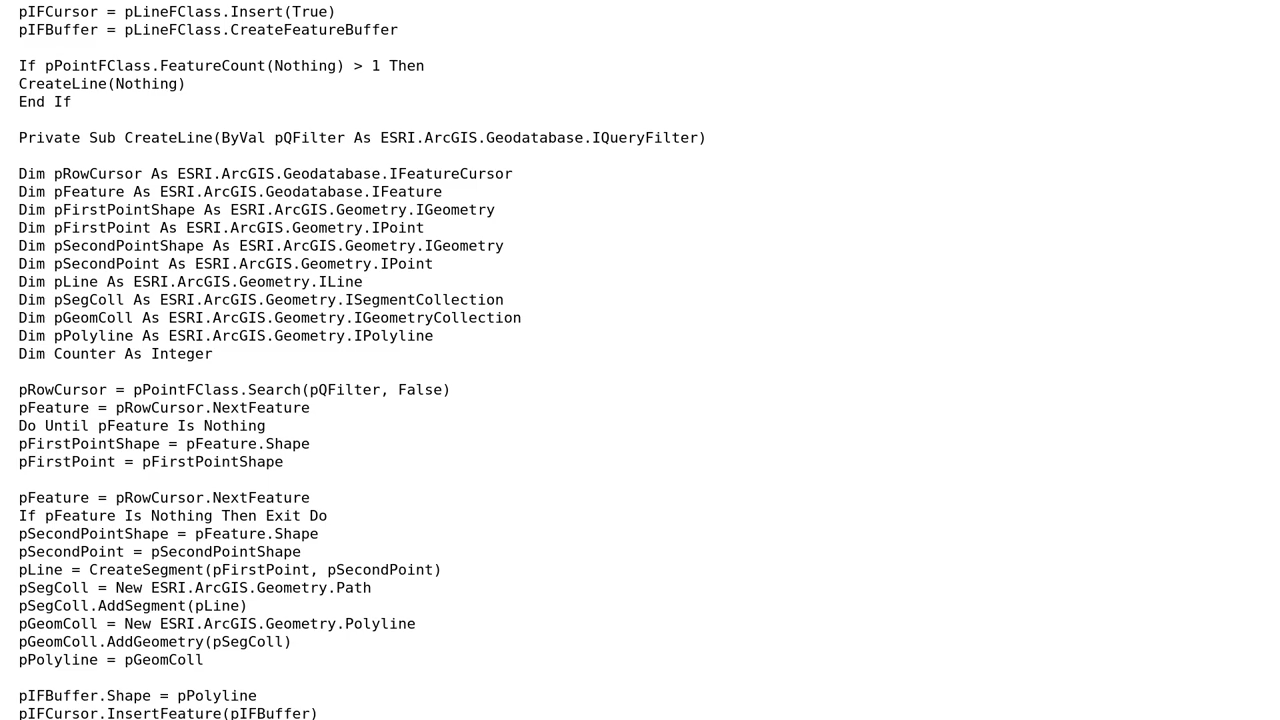 pIFCursor = pLineFClass.Insert(True)
pIFBuffer = pLineFClass.CreateFeatureBuffer
If pPointFClass.FeatureCount(Nothing) > 1 Then
CreateLine(Nothing)
End If
Private Sub CreateLine(ByVal pQFilter As ESRI.ArcGIS.Geodatabase.IQueryFilter)
Dim pRowCursor As ESRI.ArcGIS.Geodatabase.IFeatureCursor
Dim pFeature As ESRI.ArcGIS.Geodatabase.IFeature
Dim pFirstPointShape As ESRI.ArcGIS.Geometry.IGeometry
Dim pFirstPoint As ESRI.ArcGIS.Geometry.IPoint
Dim pSecondPointShape As ESRI.ArcGIS.Geometry.IGeometry
Dim pSecondPoint As ESRI.ArcGIS.Geometry.IPoint
Dim pLine As ESRI.ArcGIS.Geometry.ILine
Dim pSegColl As ESRI.ArcGIS.Geometry.ISegmentCollection
Dim pGeomColl As ESRI.ArcGIS.Geometry.IGeometryCollection
Dim pPolyline As ESRI.ArcGIS.Geometry.IPolyline
Dim Counter As Integer
pRowCursor = pPointFClass.Search(pQFilter, False)
pFeature = pRowCursor.NextFeature
Do Until pFeature Is Nothing
pFirstPointShape = pFeature.Shape
pFirstPoint = pFirstPointShape
pFeature = pRowCursor.NextFeature
If pFeature Is Nothing Then Exit Do
pSecondPointShape = pFeature.Shape
pSecondPoint = pSecondPointShape
pLine = CreateSegment(pFirstPoint, pSecondPoint)
pSegColl = New ESRI.ArcGIS.Geometry.Path
pSegColl.AddSegment(pLine)
pGeomColl = New ESRI.ArcGIS.Geometry.Polyline
pGeomColl.AddGeometry(pSegColl)
pPolyline = pGeomColl
pIFBuffer.Shape = pPolyline
pIFCursor.InsertFeature(pIFBuffer)